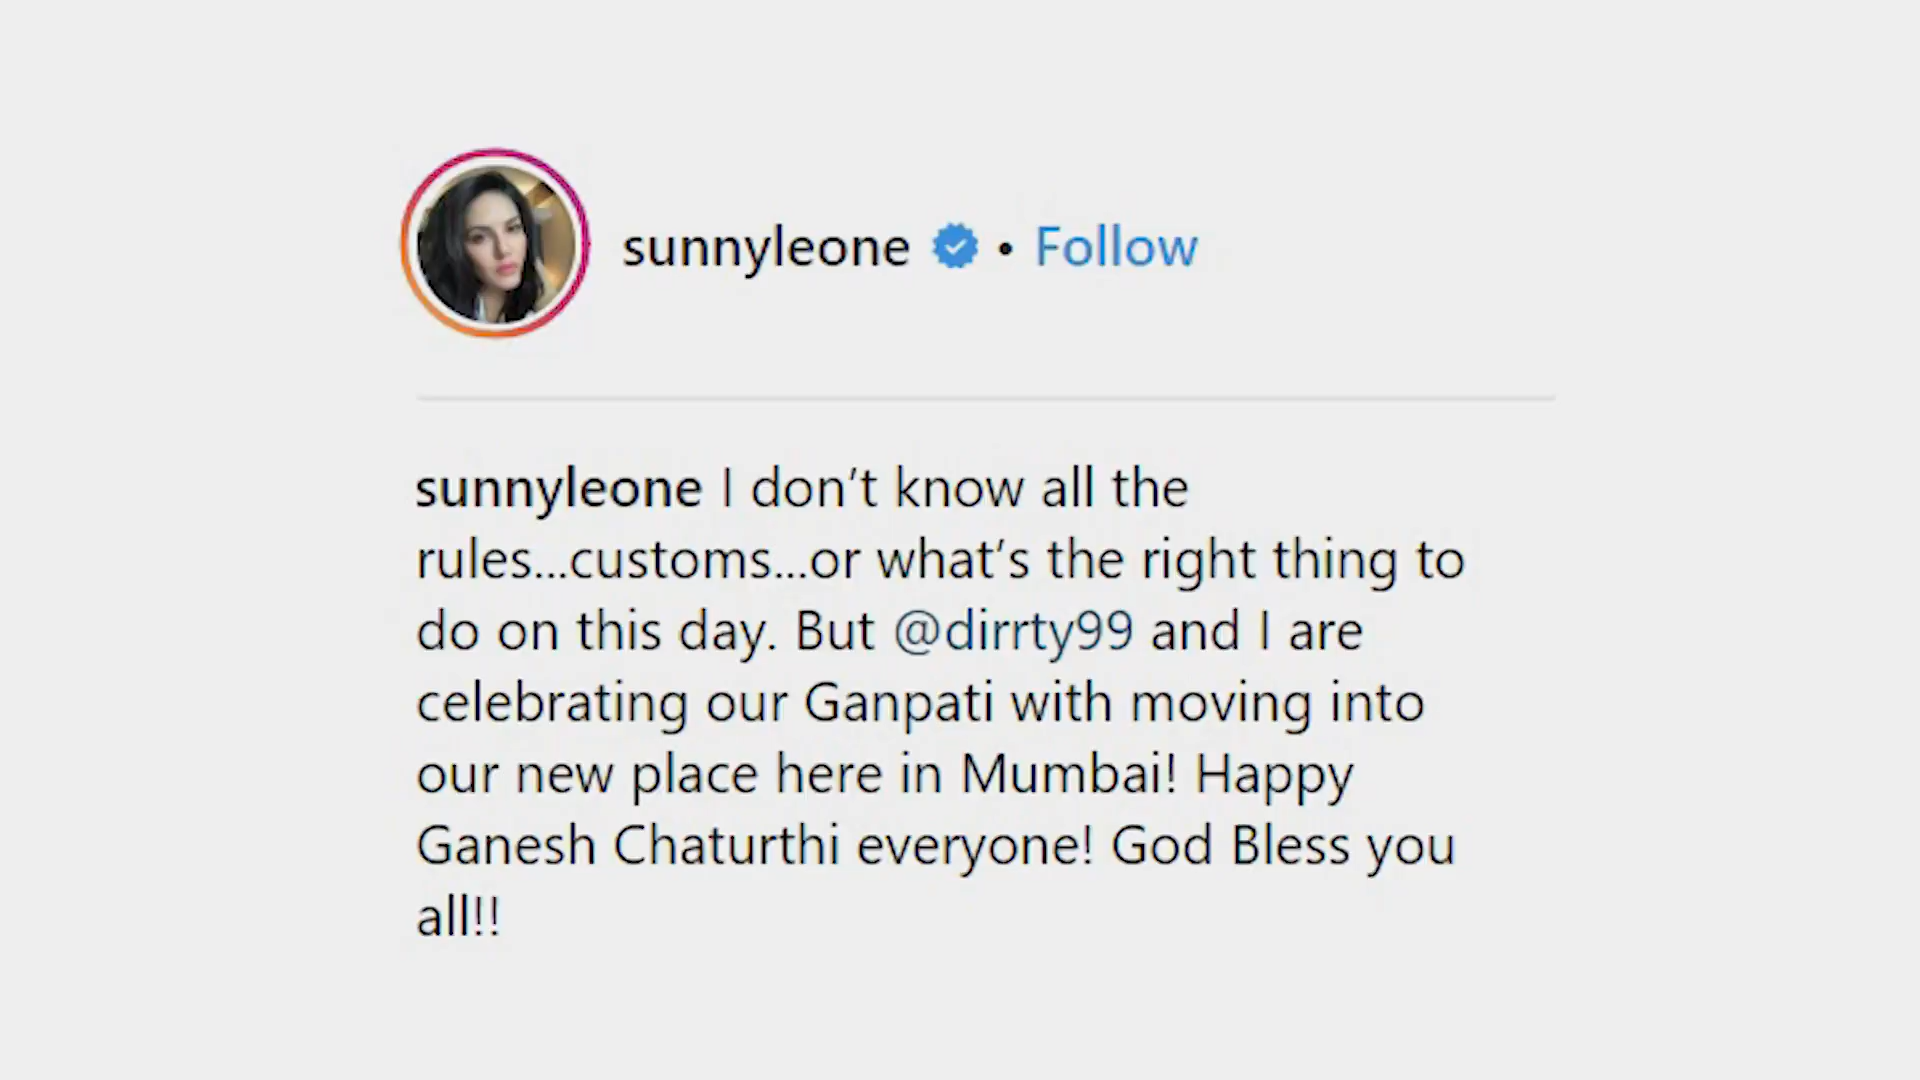 sunnyleone • Follow
sunnyleone I don’t know all the
rules...customs...or what’s the right thing to
do on this day. But @dirrty99 and I are
celebrating our Ganpati with moving into
our new place here in Mumbai! Happy
Ganesh Chaturthi everyone! God Bless you
all!!